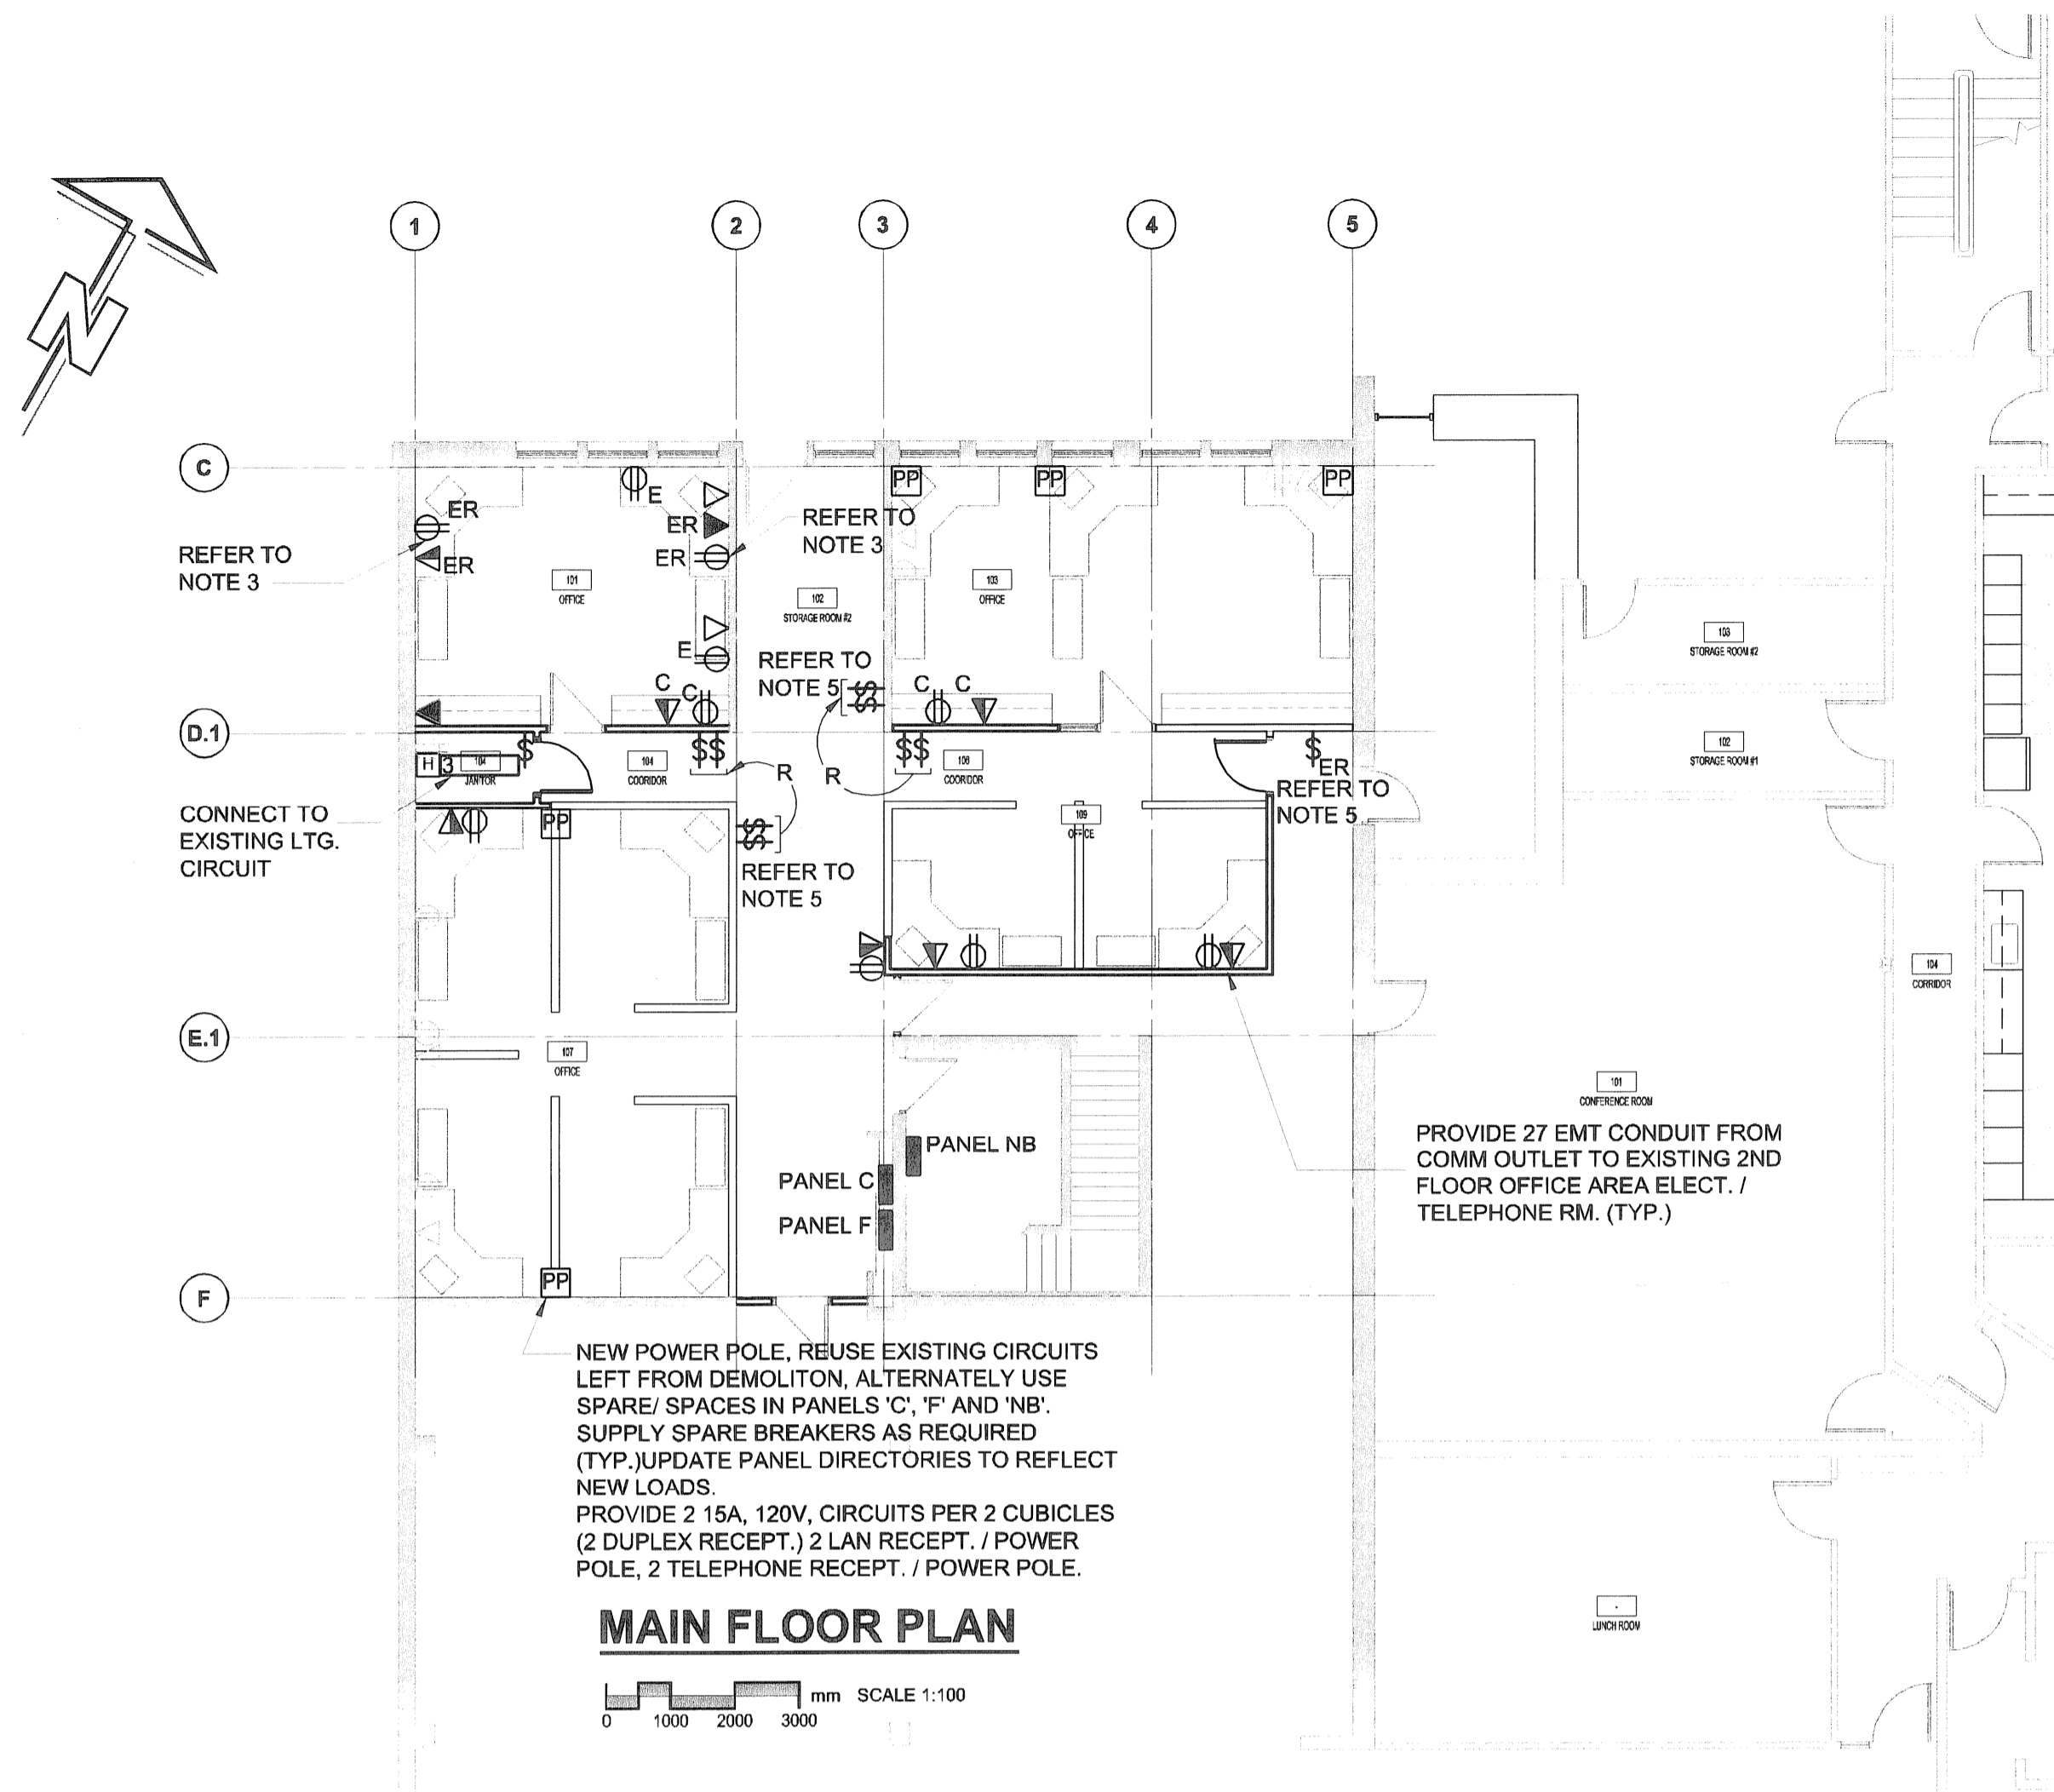 N
1
2
3
4
5
C
D.1
E.1
F
PP
PP
PP
E
ER
ER
ER
ER
REFER TO
NOTE 3
REFER TO
NOTE 3
101
OFFICE
102
STORAGE ROOM #2
103
OFFICE
E
C
C
REFER TO
NOTE 5
$$
C
C
103
STORAGE ROOM #2
102
STORAGE ROOM #1
H
3
104
JANITOR
$
104
COORIDOR
$$
R
R
$$
106
COORIDOR
$
ER
REFER TO
NOTE 5
CONNECT TO
EXISTING LTG.
CIRCUIT
PP
$$
REFER TO
NOTE 5
109
OFFICE
104
CORRIDOR
107
OFFICE
101
CONFERENCE ROOM
PANEL NB
PANEL C
PANEL F
PROVIDE 27 EMT CONDUIT FROM
COMM OUTLET TO EXISTING 2ND
FLOOR OFFICE AREA ELECT. /
TELEPHONE RM. (TYP.)
PP
NEW POWER POLE, REUSE EXISTING CIRCUITS
LEFT FROM DEMOLITON, ALTERNATELY USE
SPARE/ SPACES IN PANELS 'C', 'F' AND 'NB'.
SUPPLY SPARE BREAKERS AS REQUIRED
(TYP.)UPDATE PANEL DIRECTORIES TO REFLECT
NEW LOADS.
PROVIDE 2 15A, 120V, CIRCUITS PER 2 CUBICLES
(2 DUPLEX RECEPT.) 2 LAN RECEPT. / POWER
POLE, 2 TELEPHONE RECEPT. / POWER POLE.
LUNCH ROOM
MAIN FLOOR PLAN
mm SCALE 1:100
0 1000 2000 3000